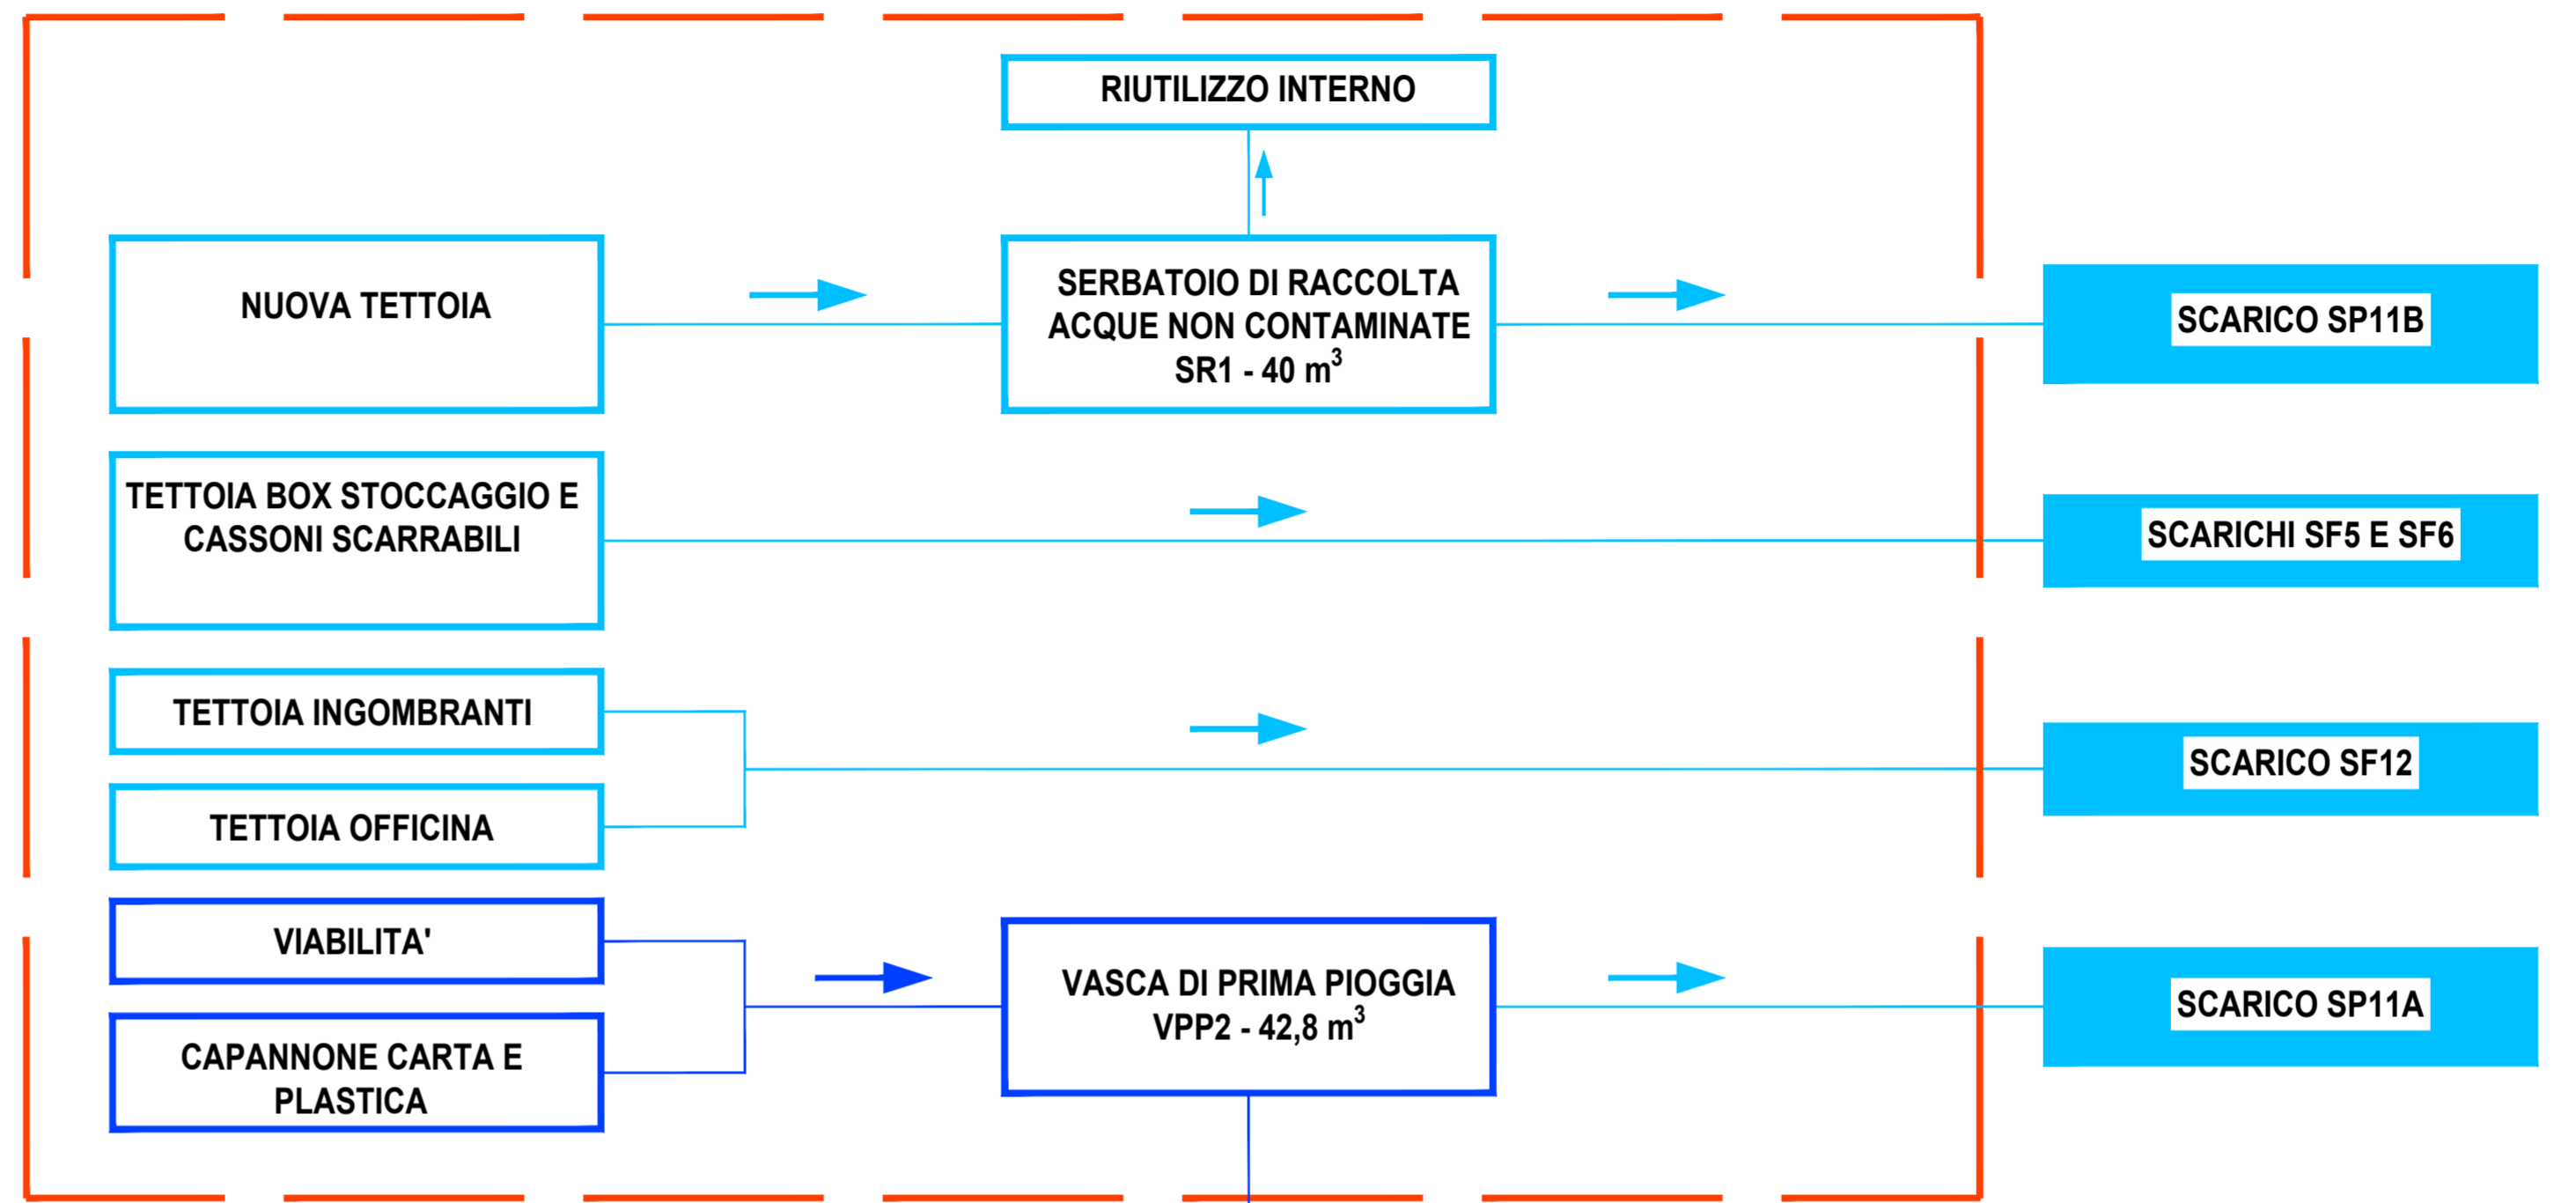 RIUTILIZZO INTERNO
NUOVA TETTOIA
SERBATOIO DI RACCOLTA
ACQUE NON CONTAMINATE
SR1 - 40 m³
SCARICO SP11B
TETTOIA BOX STOCCAGGIO E
CASSONI SCARRABILI
SCARICHI SF5 E SF6
TETTOIA INGOMBRANTI
SCARICO SF12
TETTOIA OFFICINA
VIABILITA'
VASCA DI PRIMA PIOGGIA
VPP2 - 42,8 m³
SCARICO SP11A
CAPANNONE CARTA E
PLASTICA